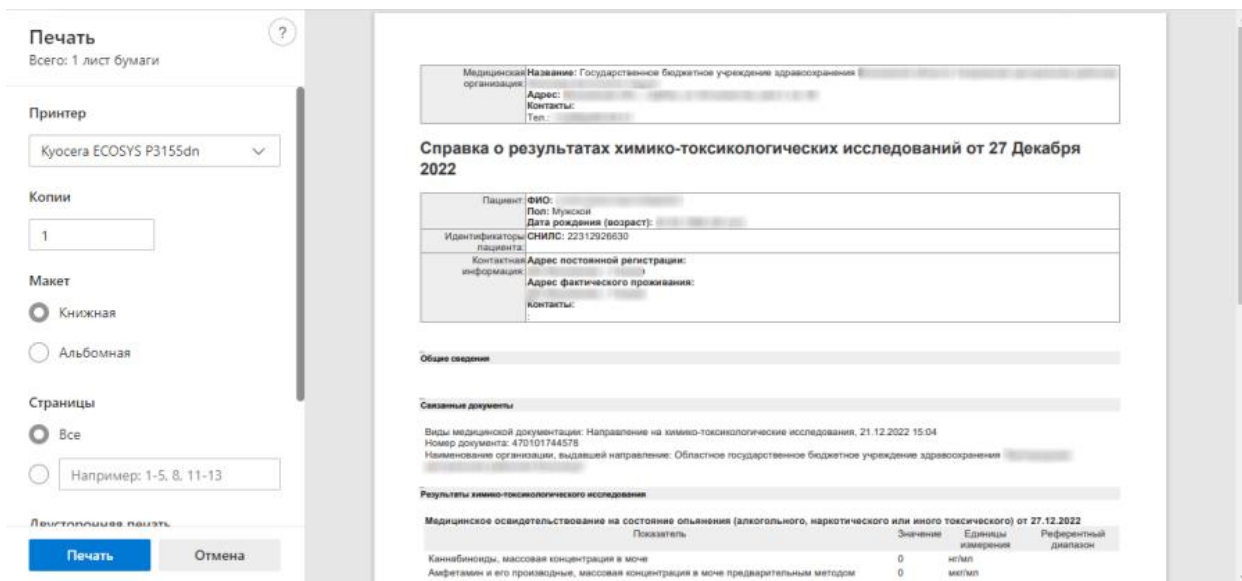 Печать
?
Всего: 1 лист бумаги
Принтер
Kyocera ECOSYS P3155dn
Копии
1
Макет
Книжная
Альбомная
Страницы
Все
Например: 1-5, 8, 11-13
Двусторонняя печать
Печать
Отмена
Медицинская организация:
Название: Государственное бюджетное учреждение здравоохранения
Адрес:
Контакты:
Тел.:
Справка о результатах химико-токсикологических исследований от 27 Декабря
2022
Пациент:
ФИО:
Пол: Мужской
Дата рождения (возраст):
Идентификаторы пациента:
СНИЛС: 22312926630
Контактная информация:
Адрес постоянной регистрации:
Адрес фактического проживания:
Контакты:
:
Общие сведения
Связанные документы
Виды медицинской документации: Направление на химико-токсикологические исследования, 21.12.2022 15:04
Номер документа: 470101744578
Наименование организации, выдавшей направление: Областное государственное бюджетное учреждение здравоохранения
Результаты химико-токсикологического исследования
Медицинское освидетельствование на состояние опьянения (алкогольного, наркотического или иного токсического) от 27.12.2022
Показатель Значение Единицы измерения Референтный диапазон
Каннабиноиды, массовая концентрация в моче 0 нг/мл
Амфетамин и его производные, массовая концентрация в моче предварительным методом 0 мкг/мл